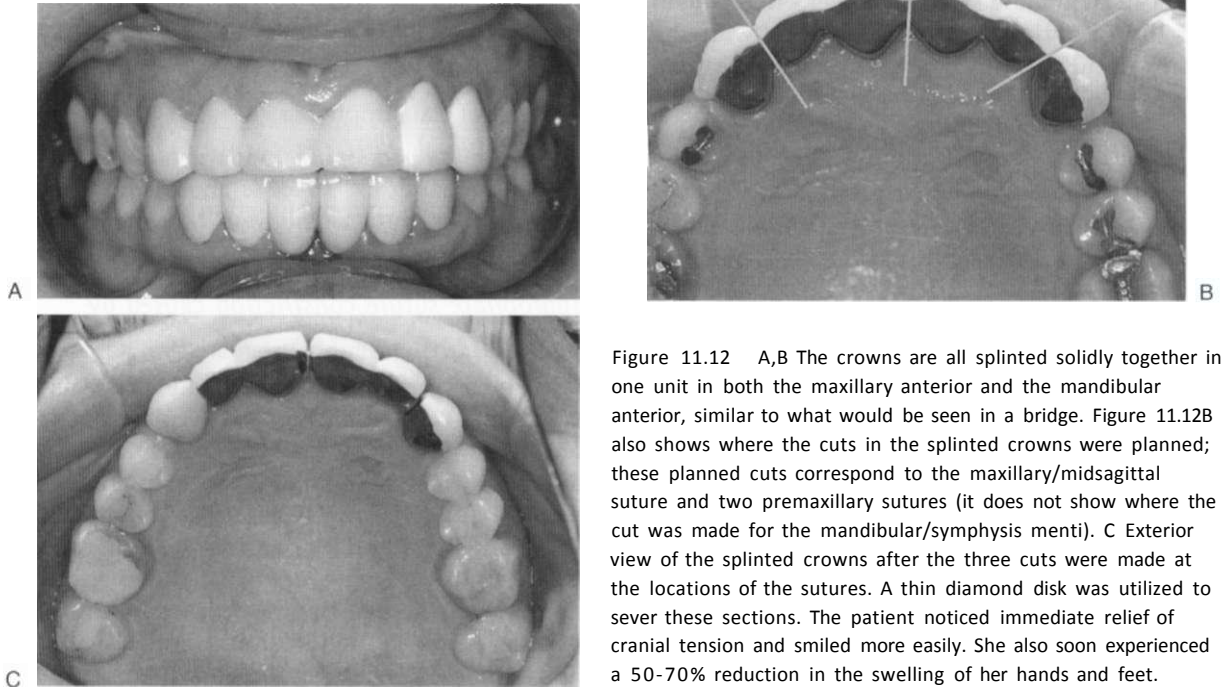 A
B
C
Figure 11.12 A,B The crowns are all splinted solidly together in
one unit in both the maxillary anterior and the mandibular
anterior, similar to what would be seen in a bridge. Figure 11.12B
also shows where the cuts in the splinted crowns were planned;
these planned cuts correspond to the maxillary/midsagittal
suture and two premaxillary sutures (it does not show where the
cut was made for the mandibular/symphysis menti). C Exterior
view of the splinted crowns after the three cuts were made at
the locations of the sutures. A thin diamond disk was utilized to
sever these sections. The patient noticed immediate relief of
cranial tension and smiled more easily. She also soon experienced
a 50-70% reduction in the swelling of her hands and feet.